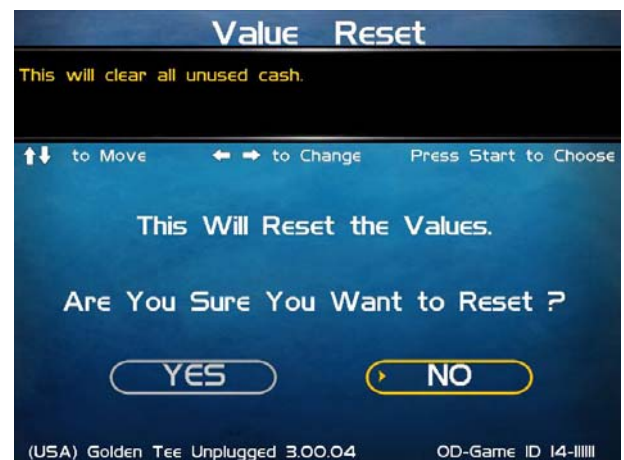 Value Reset
This will clear all unused cash.
↑↓ to Move ← → to Change Press Start to Choose
This Will Reset the Values.
Are You Sure You Want to Reset ?
YES NO
(USA) Golden Tee Unplugged 3.00.04 OD-Game ID 14-111111